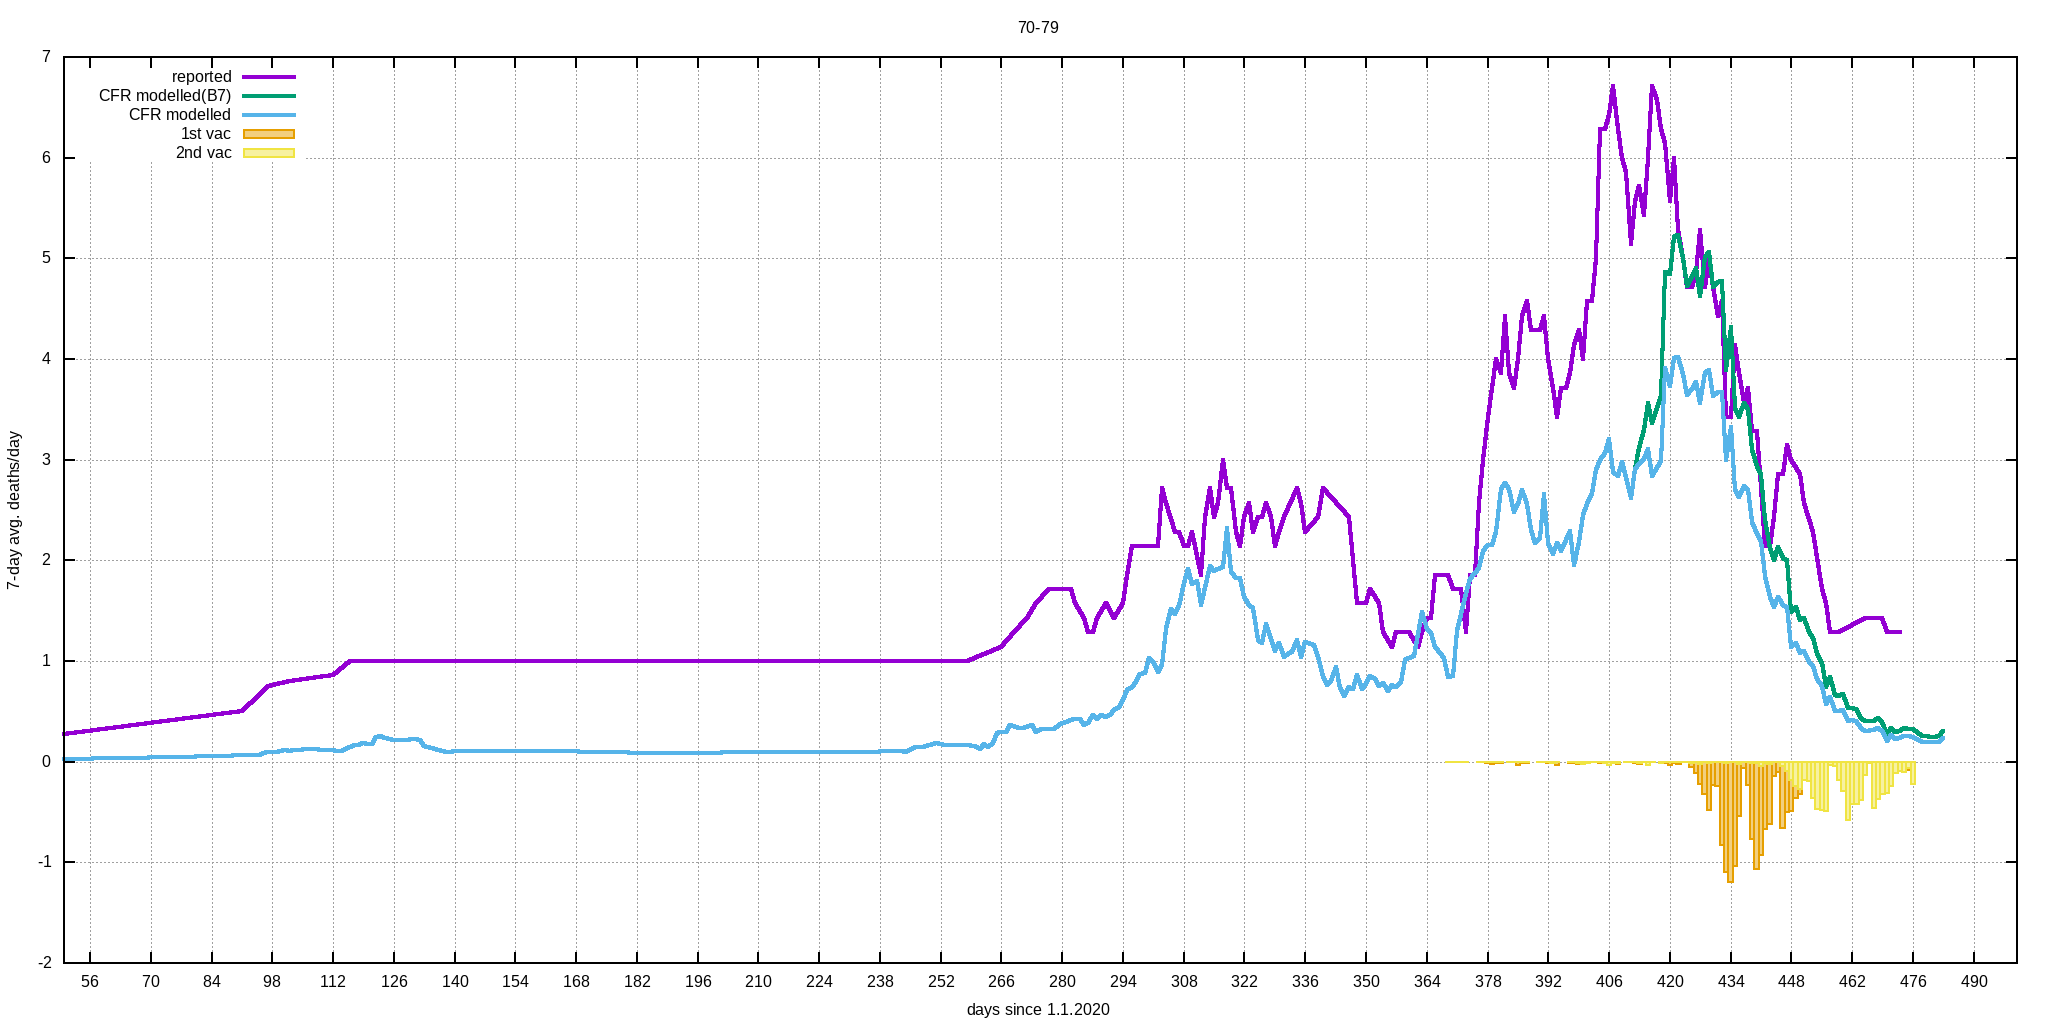 70-79
reported
CFR modelled(B7)
CFR modelled
1st vac
2nd vac
7
6
5
4
3
2
1
0
-1
-2
7-day avg. deaths/day
56 70 84 98 112 126 140 154 168 182 196 210 224 238 252 266 280 294 308 322 336 350 364 378 392 406 420 434 448 462 476 490
days since 1.1.2020